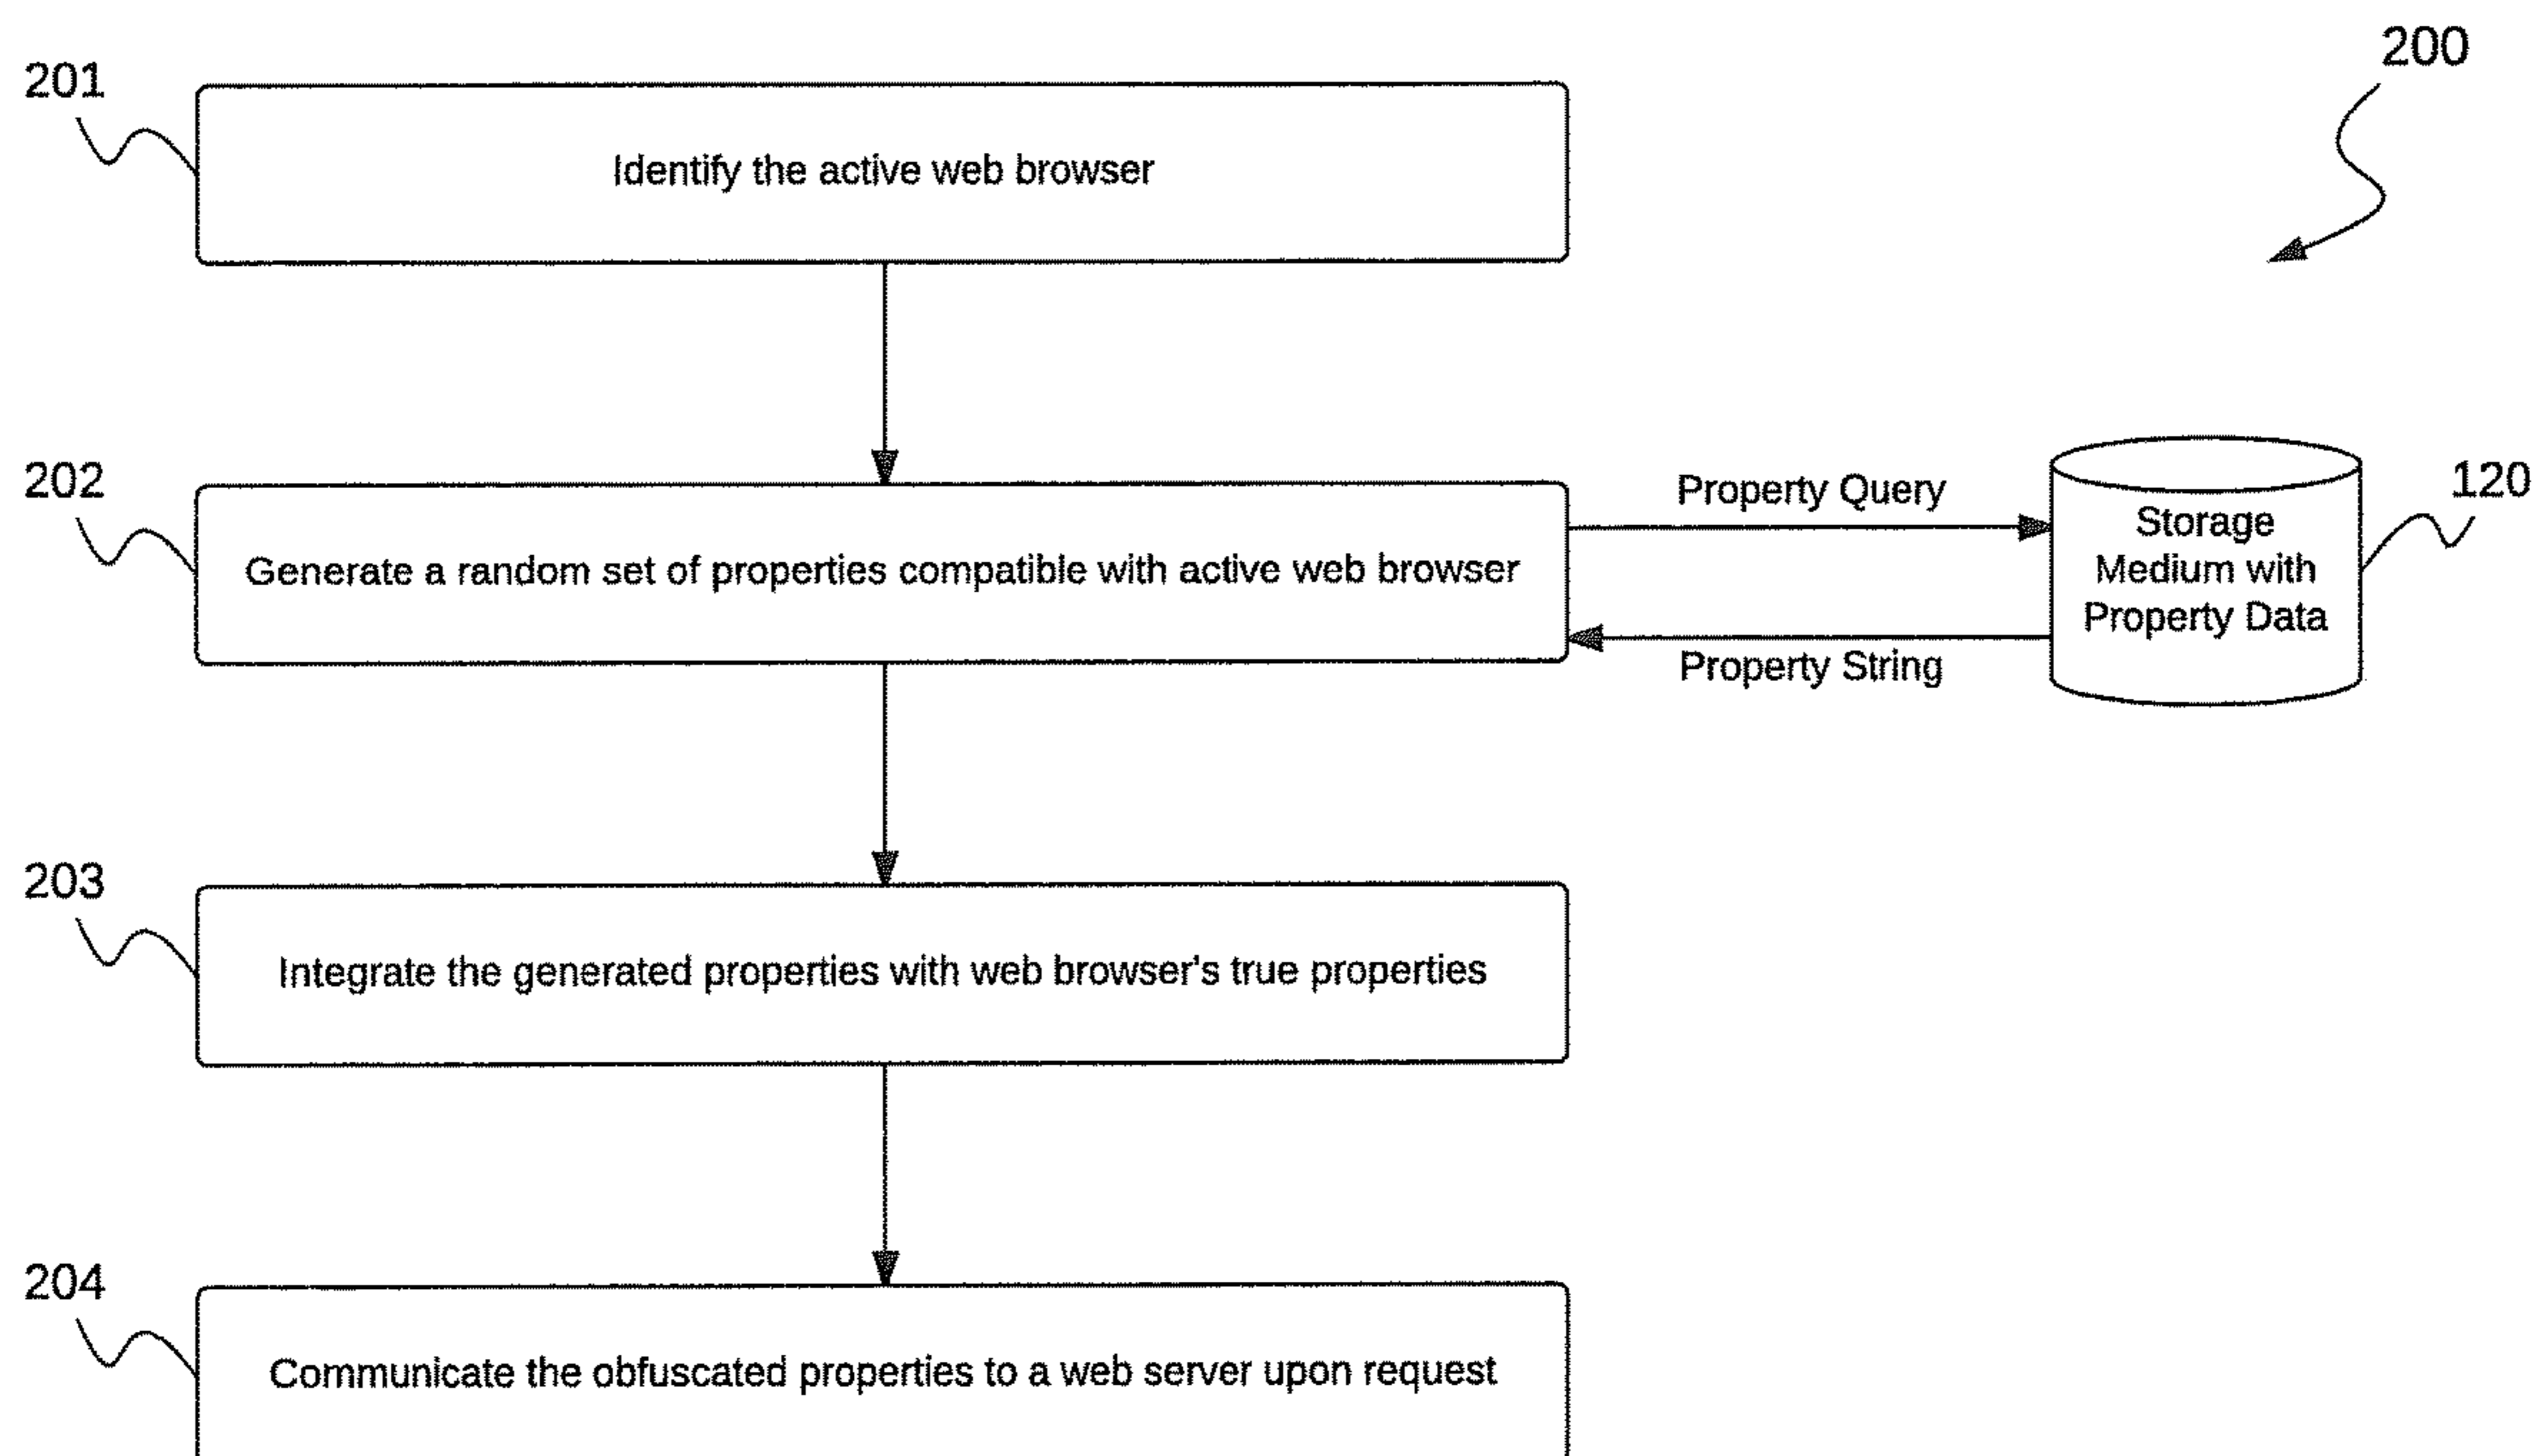 200
201
Identify the active web browser
202
Generate a random set of properties compatible with active web browser
Property Query
Property String
Storage
Medium with
Property Data
120
203
Integrate the generated properties with web browser's true properties
204
Communicate the obfuscated properties to a web server upon request